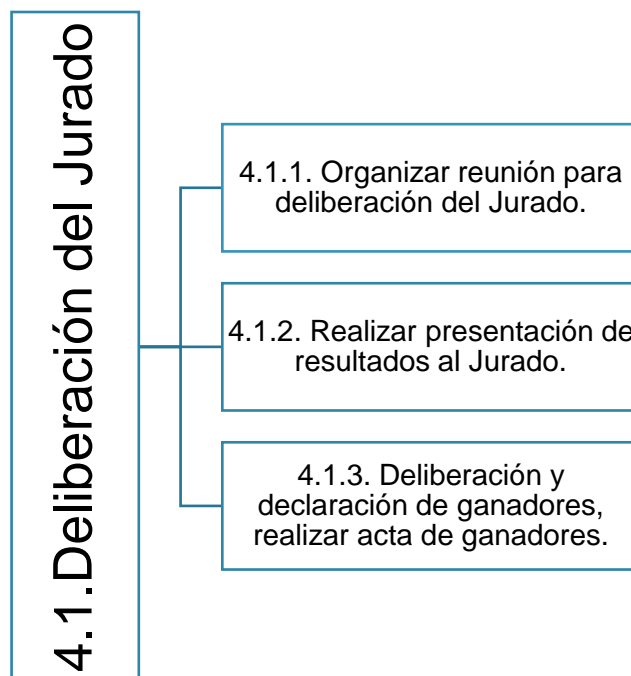 4.1.Deliberación del Jurado
4.1.1. Organizar reunión para
deliberación del Jurado.
4.1.2. Realizar presentación de
resultados al Jurado.
4.1.3. Deliberación y
declaración de ganadores,
realizar acta de ganadores.